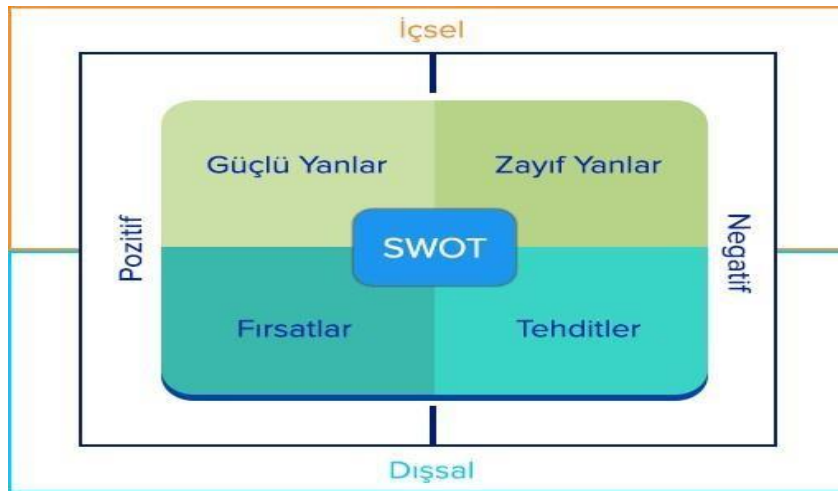 İçsel
Güçlü Yanlar
Zayıf Yanlar
Pozitif
SWOT
Negatif
Fırsatlar
Tehditler
Dışsal